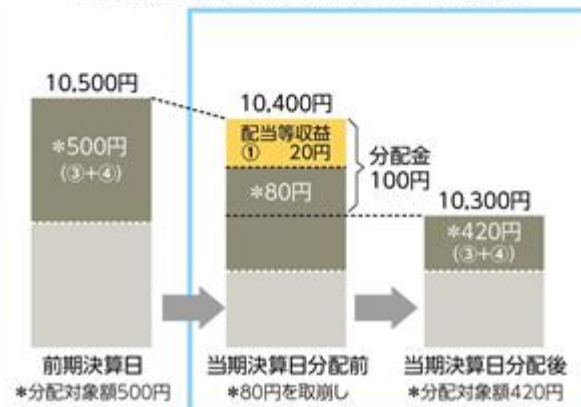 10,500円
*500円
(③+④)
10,400円
配当等収益
① 20円
*80円
分配金
100円
10,300円
*420円
(③+④)
前期決算日
*分配対象額500円
当期決算日分配前
*80円を取崩し
当期決算日分配後
*分配対象額420円